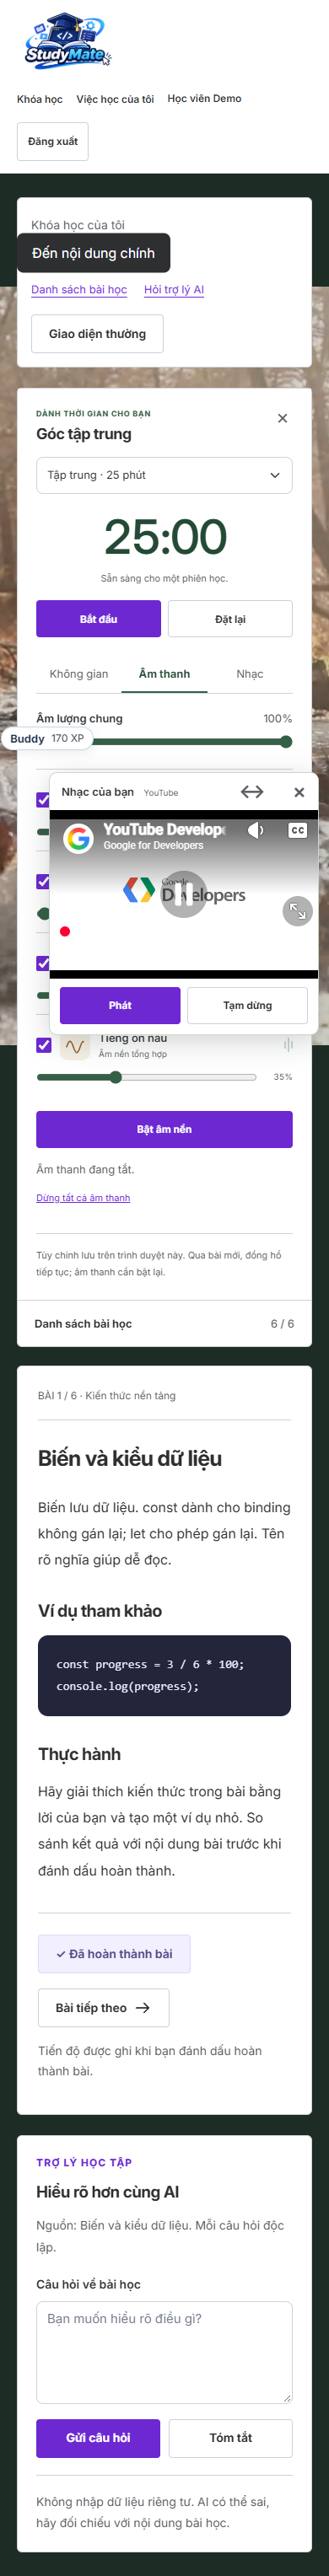 StudyMate
Khóa học
Việc học của tôi
Học viên Demo
Đăng xuất
Khóa học của tôi
Đến nội dung chính
Danh sách bài học
Hỏi trợ lý AI
Giao diện thường
DÀNH THỜI GIAN CHO BẠN
Góc tập trung
Tập trung · 25 phút
25:00
Sẵn sàng cho một phiên học.
Bắt đầu
Đặt lại
Không gian
Âm thanh
Nhạc
Âm lượng chung
100%
Buddy 170 XP
Nhạc của bạn YouTube
YouTube Develop
Google for Developers
CC
Google
Developers
Phát
Tạm dừng
Tiếng ồn nâu
Âm nền tổng hợp
35%
Bật âm nền
Âm thanh đang tắt.
Dừng tất cả âm thanh
Tùy chỉnh lưu trên trình duyệt này. Qua bài mới, đồng hồ
tiếp tục; âm thanh cần bật lại.
Danh sách bài học
6 / 6
BÀI 1 / 6 · Kiến thức nền tảng
Biến và kiểu dữ liệu
Biến lưu dữ liệu. const dành cho binding
không gán lại; let cho phép gán lại. Tên
rõ nghĩa giúp dễ đọc.
Ví dụ tham khảo
const progress = 3 / 6 * 100;
console.log(progress);
Thực hành
Hãy giải thích kiến thức trong bài bằng
lời của bạn và tạo một ví dụ nhỏ. So
sánh kết quả với nội dung bài trước khi
đánh dấu hoàn thành.
✓ Đã hoàn thành bài
Bài tiếp theo →
Tiến độ được ghi khi bạn đánh dấu hoàn
thành bài.
TRỢ LÝ HỌC TẬP
Hiểu rõ hơn cùng AI
Nguồn: Biến và kiểu dữ liệu. Mỗi câu hỏi độc
lập.
Câu hỏi về bài học
Bạn muốn hiểu rõ điều gì?
Gửi câu hỏi
Tóm tắt
Không nhập dữ liệu riêng tư. AI có thể sai,
hãy đối chiếu với nội dung bài học.